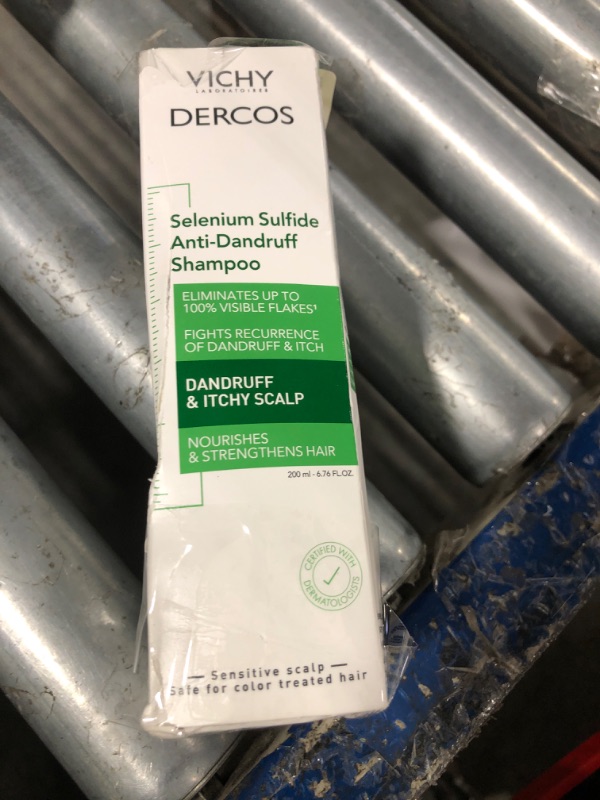 VICHY
LABORATOIRES
DERCOS
Selenium Sulfide
Anti-Dandruff
Shampoo
ELIMINATES UP TO
100% VISIBLE FLAKES¹
FIGHTS RECURRENCE
OF DANDRUFF & ITCH
DANDRUFF
& ITCHY SCALP
NOURISHES
& STRENGTHENS HAIR
200 ml - 6.76 FL.OZ.
CERTIFIED WITH
DERMATOLOGISTS
— Sensitive scalp —
Safe for color treated hair